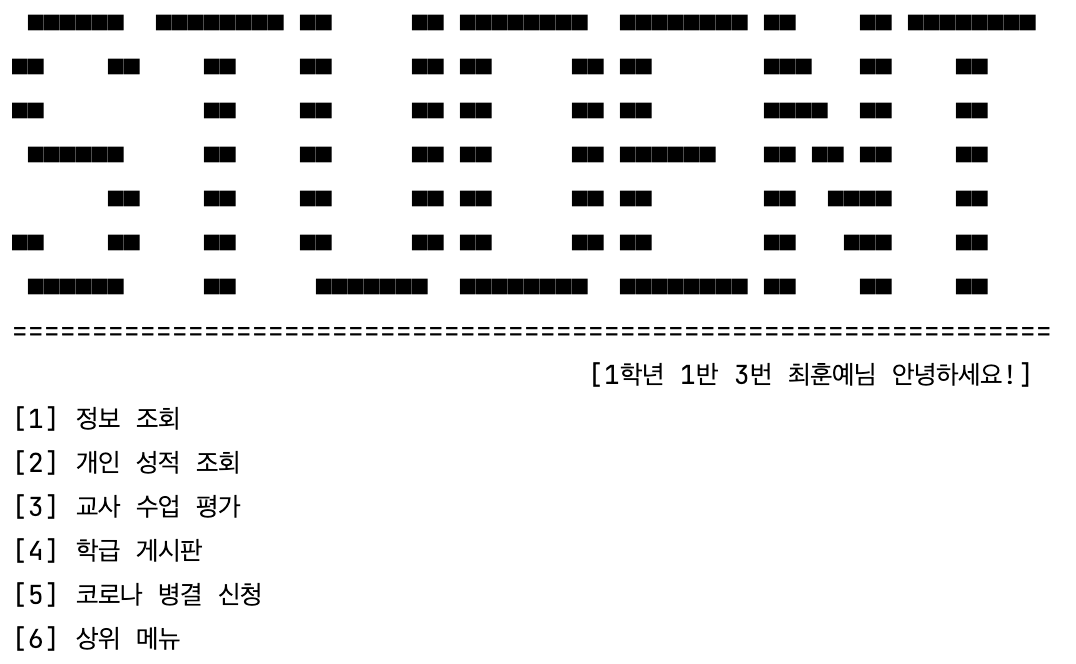 STUDENT
=================================================================
[1학년 1반 3번 최훈예님 안녕하세요!]
[1] 정보 조회
[2] 개인 성적 조회
[3] 교사 수업 평가
[4] 학급 게시판
[5] 코로나 병결 신청
[6] 상위 메뉴